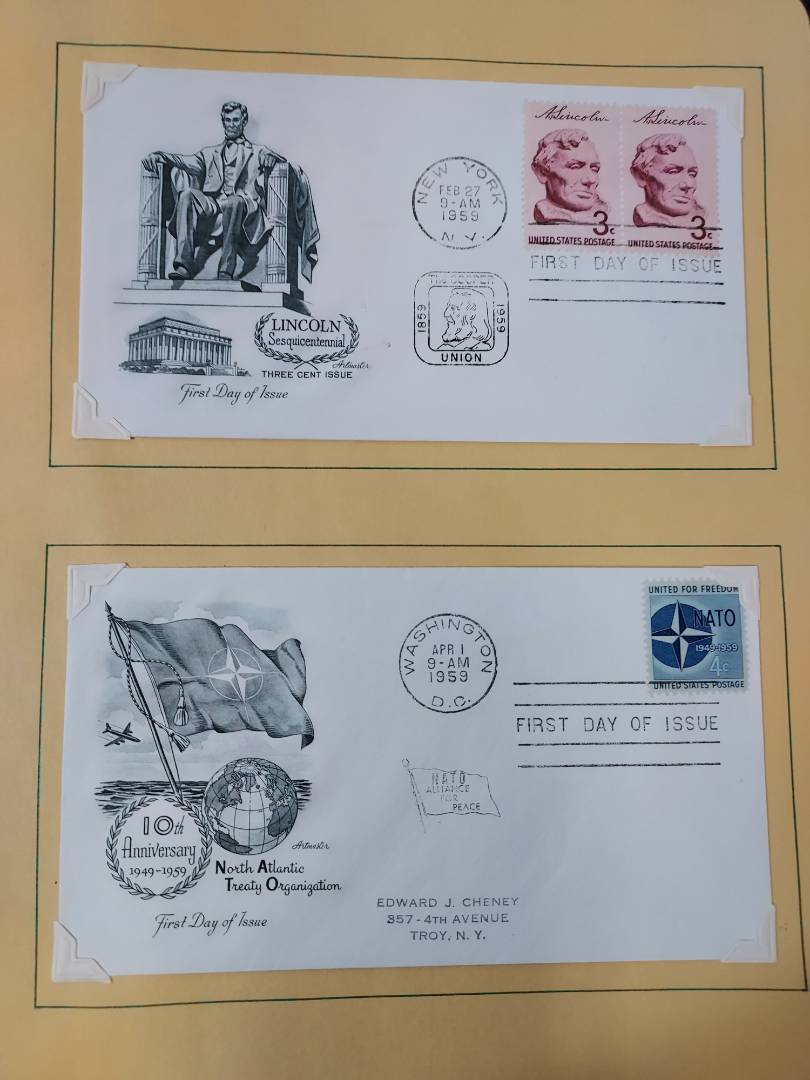 A. Lincoln
A. Lincoln
NEW YORK
FEB 27
9-AM
1959
N.Y.
3c
3c
UNITED STATES POSTAGE
UNITED STATES POSTAGE
FIRST DAY OF ISSUE
THE COOPER
1859
1959
UNION
LINCOLN
Sesquicentennial
Artmaster
THREE CENT ISSUE
First Day of Issue
UNITED FOR FREEDOM
NATO
1949-1959
4c
UNITED STATES POSTAGE
WASHINGTON
APR 1
9-AM
1959
D.C.
FIRST DAY OF ISSUE
NATO
ALLIANCE
FOR
PEACE
10th
Anniversary
1949-1959
Artmaster
North Atlantic
Treaty Organization
First Day of Issue
EDWARD J. CHENEY
357-4TH AVENUE
TROY, N. Y.